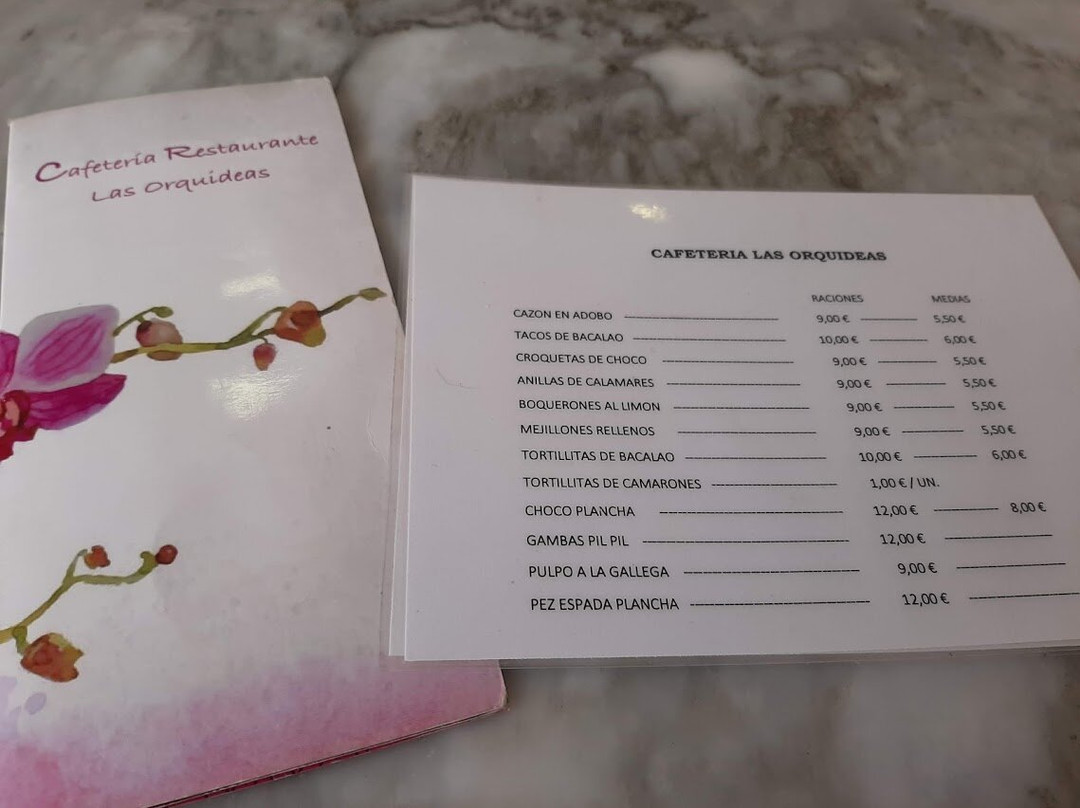 Cafetería Restaurante
Las Orquideas
CAFETERIA LAS ORQUIDEAS
RACIONES MEDIAS
CAZON EN ADOBO 9,00 € 5,50 €
TACOS DE BACALAO 10,00 € 6,00 €
CROQUETAS DE CHOCO 9,00 € 5,50 €
ANILLAS DE CALAMARES 9,00 € 5,50 €
BOQUERONES AL LIMON 9,00 € 5,50 €
MEJILLONES RELLENOS 9,00 € 5,50 €
TORTILLITAS DE BACALAO 10,00 € 6,00 €
TORTILLITAS DE CAMARONES 1,00 € / UN.
CHOCO PLANCHA 12,00 € 8,00 €
GAMBAS PIL PIL 12,00 €
PULPO A LA GALLEGA 9,00 €
PEZ ESPADA PLANCHA 12,00 €